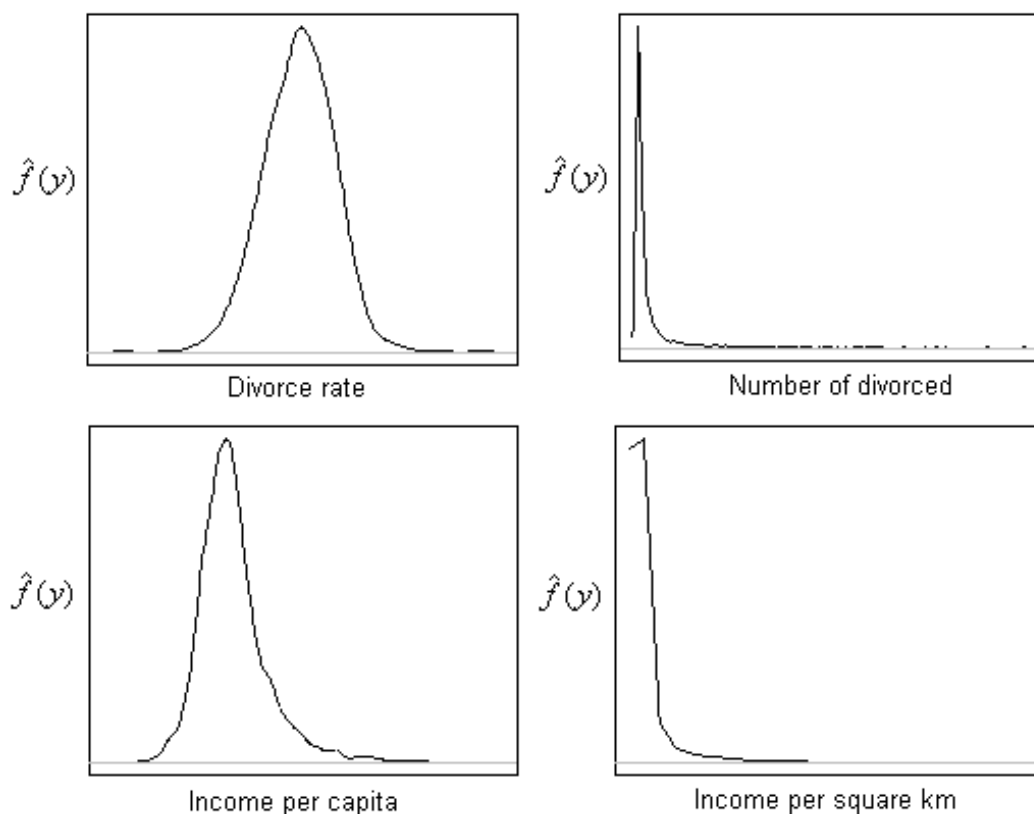 f̂(y)
f̂(y)
Divorce rate
Number of divorced
f̂(y)
f̂(y)
Income per capita
Income per square km